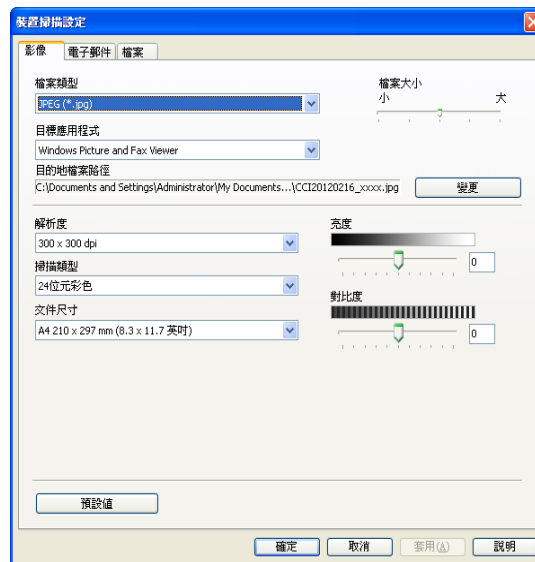 裝置掃描設定
影像 電子郵件 檔案
檔案類型
JPEG (*.jpg)
檔案大小
小 大
目標應用程式
Windows Picture and Fax Viewer
目的地檔案路徑
C:\Documents and Settings\Administrator\My Documents...\CCI20120216_xxxx.jpg
變更
解析度
300 x 300 dpi
亮度
0
掃描類型
24位元彩色
對比度
0
文件尺寸
A4 210 x 297 mm (8.3 x 11.7 英吋)
預設值
確定 取消 套用(A) 說明